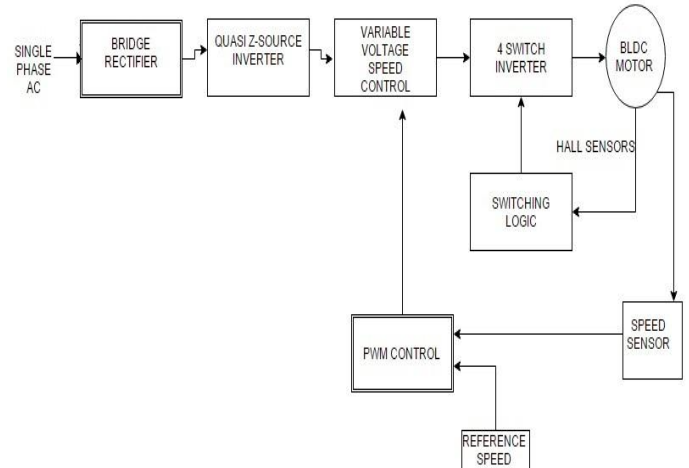 SINGLE
PHASE
AC
BRIDGE
RECTIFIER
QUASI Z-SOURCE
INVERTER
VARIABLE
VOLTAGE
SPEED
CONTROL
4 SWITCH
INVERTER
BLDC
MOTOR
HALL SENSORS
SWITCHING
LOGIC
SPEED
SENSOR
PWM CONTROL
REFERENCE
SPEED